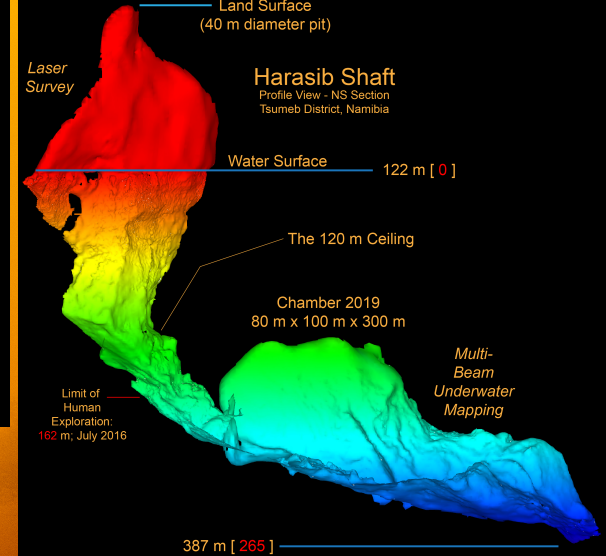 Land Surface
(40 m diameter pit)
Laser
Survey
Harasib Shaft
Profile View - NS Section
Tsumeb District, Namibia
Water Surface
122 m [ 0 ]
The 120 m Ceiling
Chamber 2019
80 m x 100 m x 300 m
Multi-
Beam
Underwater
Mapping
Limit of
Human
Exploration:
162 m; July 2016
387 m [ 265 ]